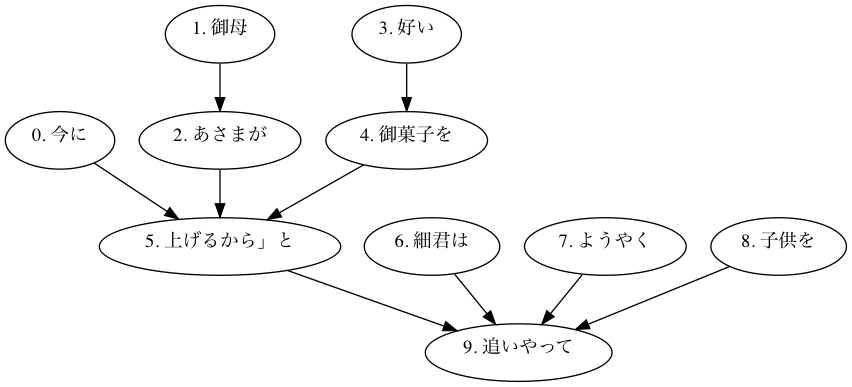 1. 御母
3. 好い
0. 今に
2. あさまが
4. 御菓子を
5. 上げるから」と
6. 細君は
7. ようやく
8. 子供を
9. 追いやって